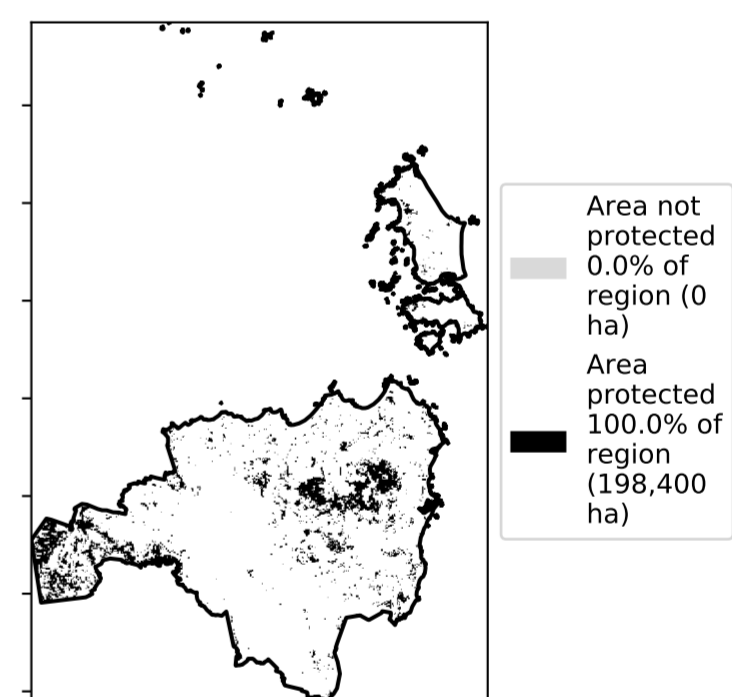 Area not
protected
0.0% of
region (0
ha)
Area
protected
100.0% of
region
(198,400
ha)